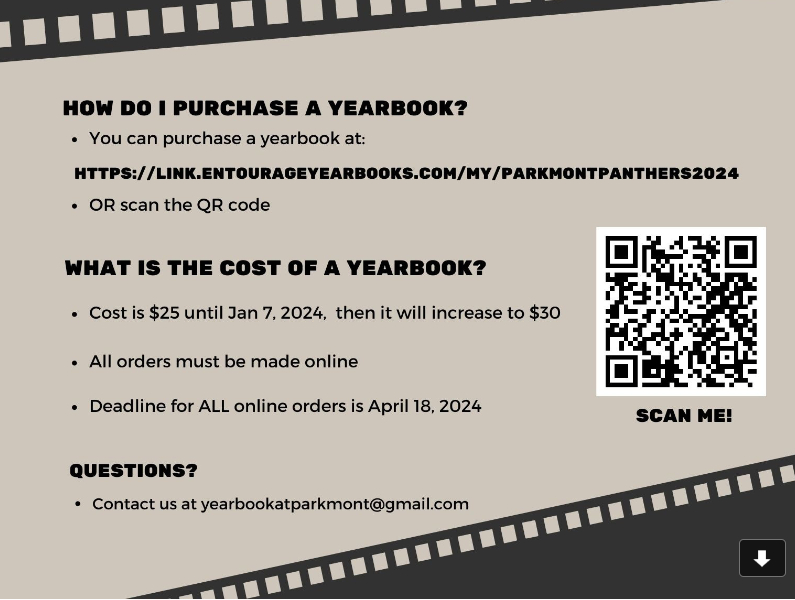 HOW DO I PURCHASE A YEARBOOK?
• You can purchase a yearbook at:
HTTPS://LINK.ENTOURAGEYEARBOOKS.COM/MY/PARKMONTPANTHERS2024
• OR scan the QR code
WHAT IS THE COST OF A YEARBOOK?
• Cost is $25 until Jan 7, 2024,  then it will increase to $30
• All orders must be made online
• Deadline for ALL online orders is April 18, 2024
SCAN ME!
QUESTIONS?
• Contact us at yearbookatparkmont@gmail.com